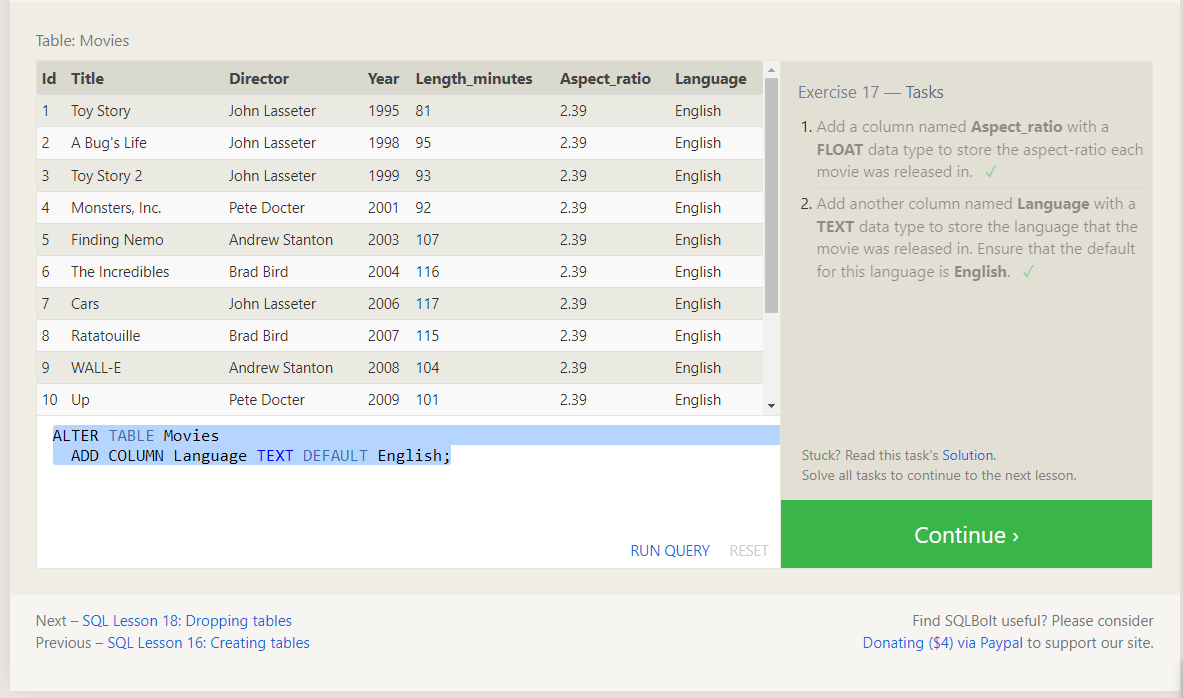 Table: Movies
Id Title Director Year Length_minutes Aspect_ratio Language
1 Toy Story John Lasseter 1995 81 2.39 English
2 A Bug's Life John Lasseter 1998 95 2.39 English
3 Toy Story 2 John Lasseter 1999 93 2.39 English
4 Monsters, Inc. Pete Docter 2001 92 2.39 English
5 Finding Nemo Andrew Stanton 2003 107 2.39 English
6 The Incredibles Brad Bird 2004 116 2.39 English
7 Cars John Lasseter 2006 117 2.39 English
8 Ratatouille Brad Bird 2007 115 2.39 English
9 WALL-E Andrew Stanton 2008 104 2.39 English
10 Up Pete Docter 2009 101 2.39 English
ALTER TABLE Movies
ADD COLUMN Language TEXT DEFAULT English;
RUN QUERY RESET
Exercise 17 — Tasks
1. Add a column named Aspect_ratio with a
FLOAT data type to store the aspect-ratio each
movie was released in. ✓
2. Add another column named Language with a
TEXT data type to store the language that the
movie was released in. Ensure that the default
for this language is English. ✓
Stuck? Read this task's Solution.
Solve all tasks to continue to the next lesson.
Continue ›
Next – SQL Lesson 18: Dropping tables
Previous – SQL Lesson 16: Creating tables
Find SQLBolt useful? Please consider
Donating ($4) via Paypal to support our site.